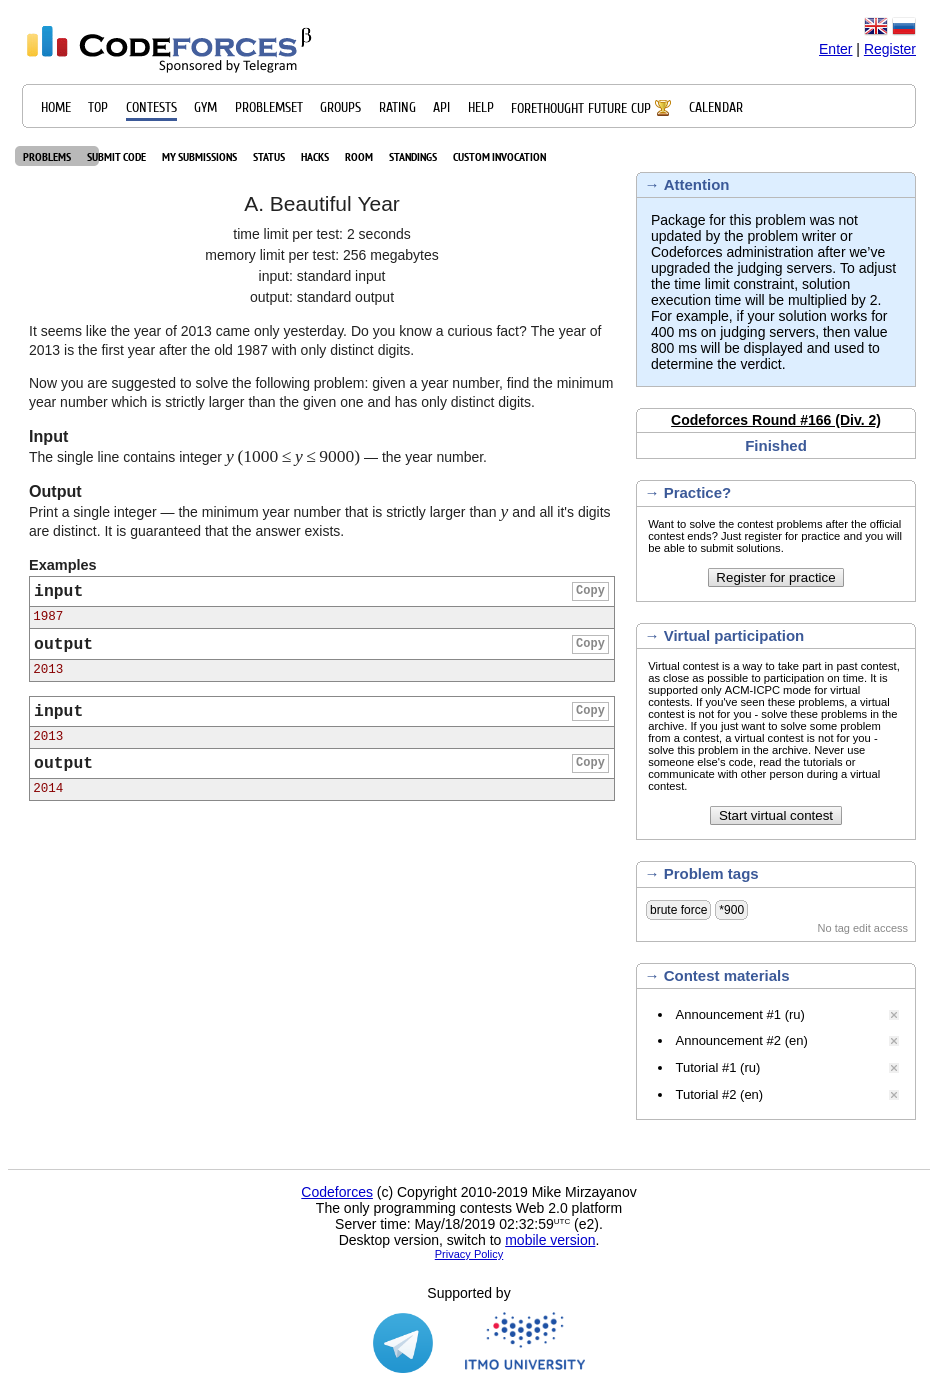 CODEFORCES β
Sponsored by Telegram
Enter | Register
HOME TOP CONTESTS GYM PROBLEMSET GROUPS RATING API HELP FORETHOUGHT FUTURE CUP CALENDAR
PROBLEMS SUBMIT CODE MY SUBMISSIONS STATUS HACKS ROOM STANDINGS CUSTOM INVOCATION
A. Beautiful Year
time limit per test: 2 seconds
memory limit per test: 256 megabytes
input: standard input
output: standard output
It seems like the year of 2013 came only yesterday. Do you know a curious fact? The year of
2013 is the first year after the old 1987 with only distinct digits.
Now you are suggested to solve the following problem: given a year number, find the minimum
year number which is strictly larger than the given one and has only distinct digits.
Input
The single line contains integer y (1000 ≤ y ≤ 9000) — the year number.
Output
Print a single integer — the minimum year number that is strictly larger than y and all it's digits
are distinct. It is guaranteed that the answer exists.
Examples
input Copy
1987
output Copy
2013
input Copy
2013
output Copy
2014
→ Attention
Package for this problem was not
updated by the problem writer or
Codeforces administration after we’ve
upgraded the judging servers. To adjust
the time limit constraint, solution
execution time will be multiplied by 2.
For example, if your solution works for
400 ms on judging servers, then value
800 ms will be displayed and used to
determine the verdict.
Codeforces Round #166 (Div. 2)
Finished
→ Practice?
Want to solve the contest problems after the official
contest ends? Just register for practice and you will
be able to submit solutions.
Register for practice
→ Virtual participation
Virtual contest is a way to take part in past contest,
as close as possible to participation on time. It is
supported only ACM-ICPC mode for virtual
contests. If you've seen these problems, a virtual
contest is not for you - solve these problems in the
archive. If you just want to solve some problem
from a contest, a virtual contest is not for you -
solve this problem in the archive. Never use
someone else's code, read the tutorials or
communicate with other person during a virtual
contest.
Start virtual contest
→ Problem tags
brute force *900
No tag edit access
→ Contest materials
Announcement #1 (ru)
Announcement #2 (en)
Tutorial #1 (ru)
Tutorial #2 (en)
Codeforces (c) Copyright 2010-2019 Mike Mirzayanov
The only programming contests Web 2.0 platform
Server time: May/18/2019 02:32:59UTC (e2).
Desktop version, switch to mobile version.
Privacy Policy
Supported by
ITMO UNIVERSITY